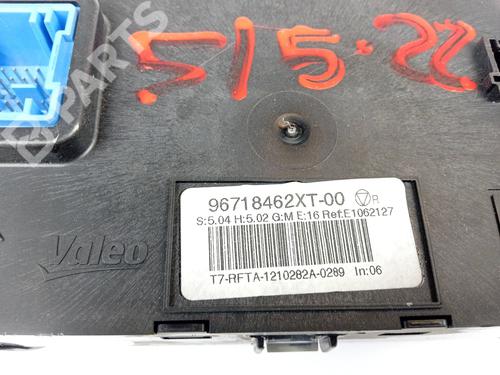 515.22
96718462XT-00 R
S:5.04 H:5.02 G:M E:16 Ref:E1062127
T7-RFTA-1210282A-0289 In:06
Valeo
B-PARTS